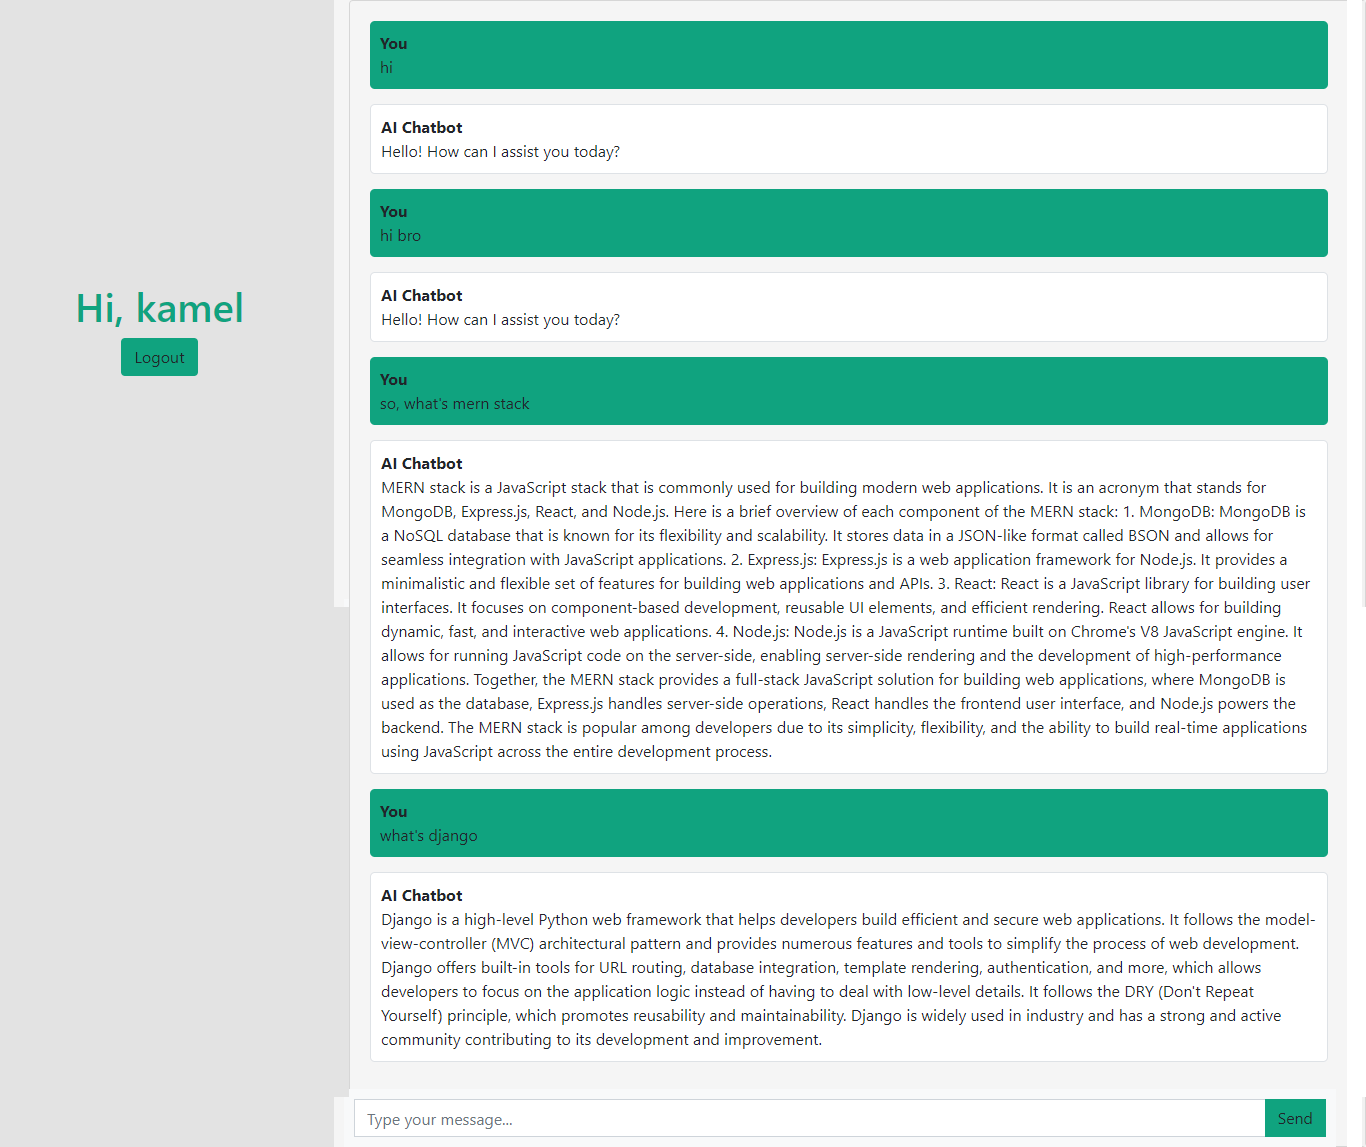 Hi, kamel
Logout
You
hi
AI Chatbot
Hello! How can I assist you today?
You
hi bro
AI Chatbot
Hello! How can I assist you today?
You
so, what's mern stack
AI Chatbot
MERN stack is a JavaScript stack that is commonly used for building modern web applications. It is an acronym that stands for
MongoDB, Express.js, React, and Node.js. Here is a brief overview of each component of the MERN stack: 1. MongoDB: MongoDB is
a NoSQL database that is known for its flexibility and scalability. It stores data in a JSON-like format called BSON and allows for
seamless integration with JavaScript applications. 2. Express.js: Express.js is a web application framework for Node.js. It provides a
minimalistic and flexible set of features for building web applications and APIs. 3. React: React is a JavaScript library for building user
interfaces. It focuses on component-based development, reusable UI elements, and efficient rendering. React allows for building
dynamic, fast, and interactive web applications. 4. Node.js: Node.js is a JavaScript runtime built on Chrome's V8 JavaScript engine. It
allows for running JavaScript code on the server-side, enabling server-side rendering and the development of high-performance
applications. Together, the MERN stack provides a full-stack JavaScript solution for building web applications, where MongoDB is
used as the database, Express.js handles server-side operations, React handles the frontend user interface, and Node.js powers the
backend. The MERN stack is popular among developers due to its simplicity, flexibility, and the ability to build real-time applications
using JavaScript across the entire development process.
You
what's django
AI Chatbot
Django is a high-level Python web framework that helps developers build efficient and secure web applications. It follows the model-
view-controller (MVC) architectural pattern and provides numerous features and tools to simplify the process of web development.
Django offers built-in tools for URL routing, database integration, template rendering, authentication, and more, which allows
developers to focus on the application logic instead of having to deal with low-level details. It follows the DRY (Don't Repeat
Yourself) principle, which promotes reusability and maintainability. Django is widely used in industry and has a strong and active
community contributing to its development and improvement.
Type your message...
Send